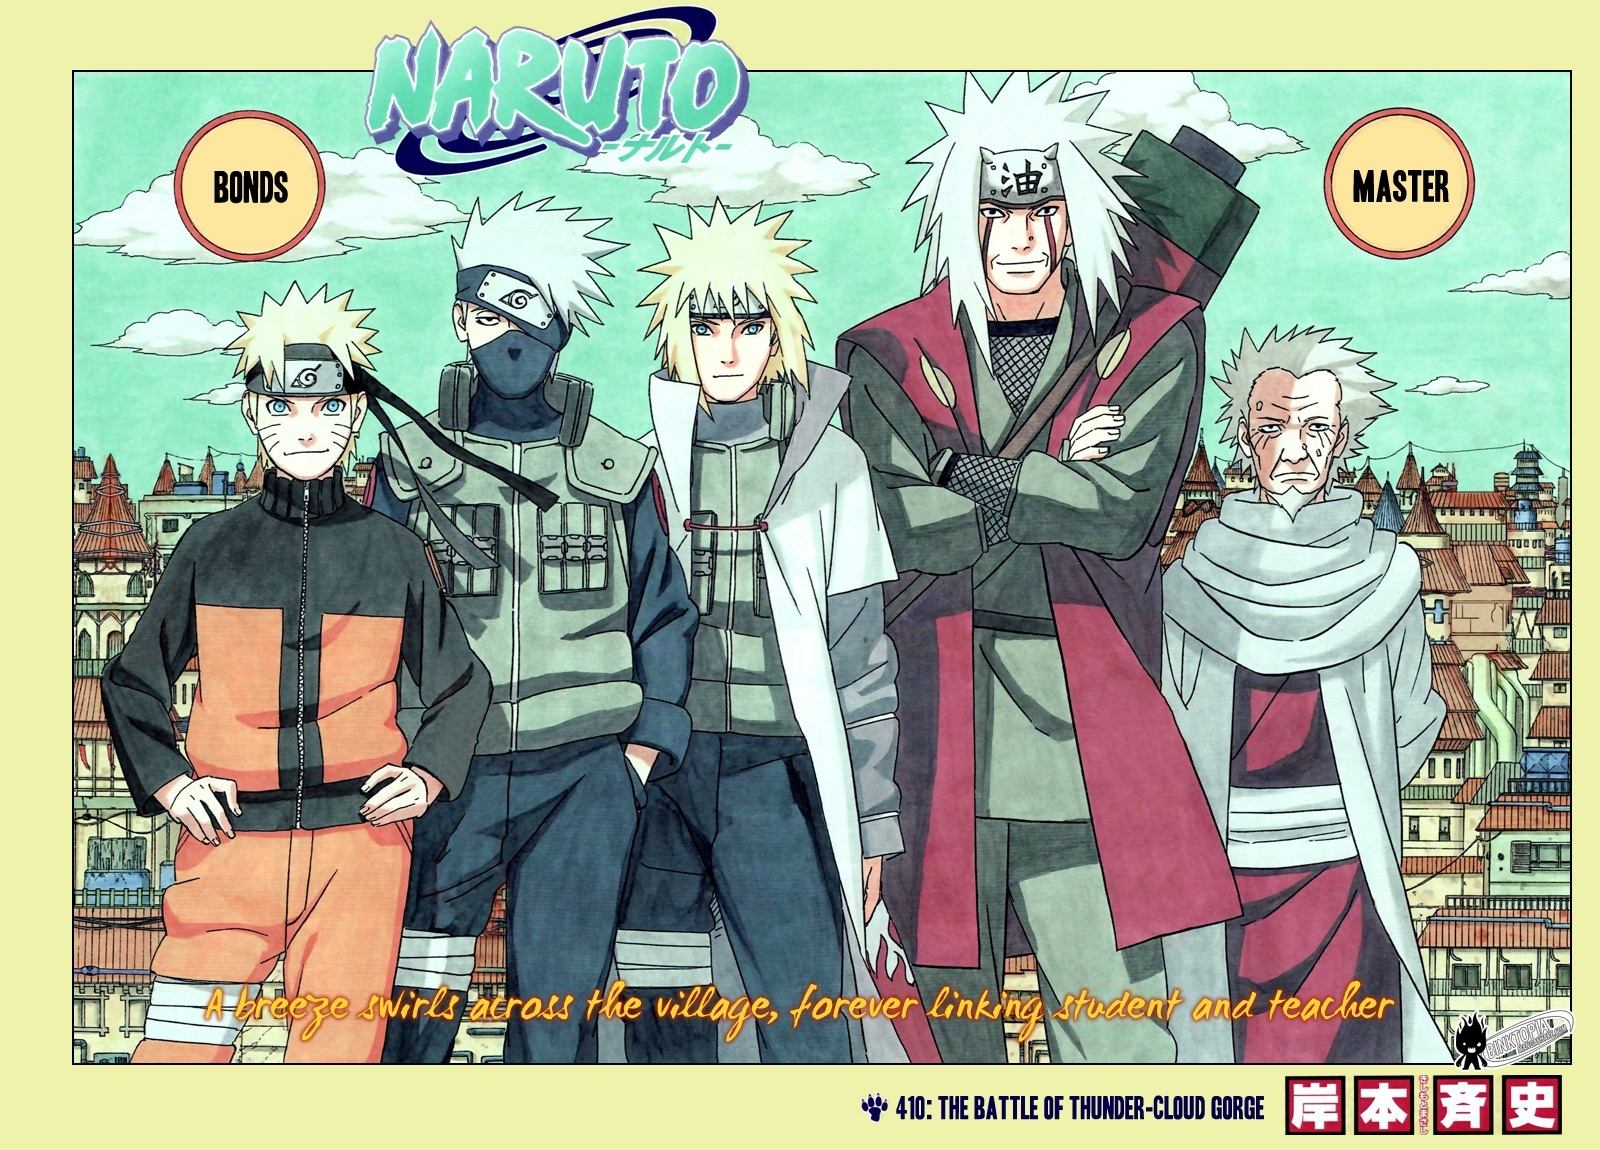 NARUTO
-ナルト-
BONDS
MASTER
油
A breeze swirls across the village, forever linking student and teacher
BINKTOPIA
410: THE BATTLE OF THUNDER-CLOUD GORGE
岸本斉史
きしもとまさし